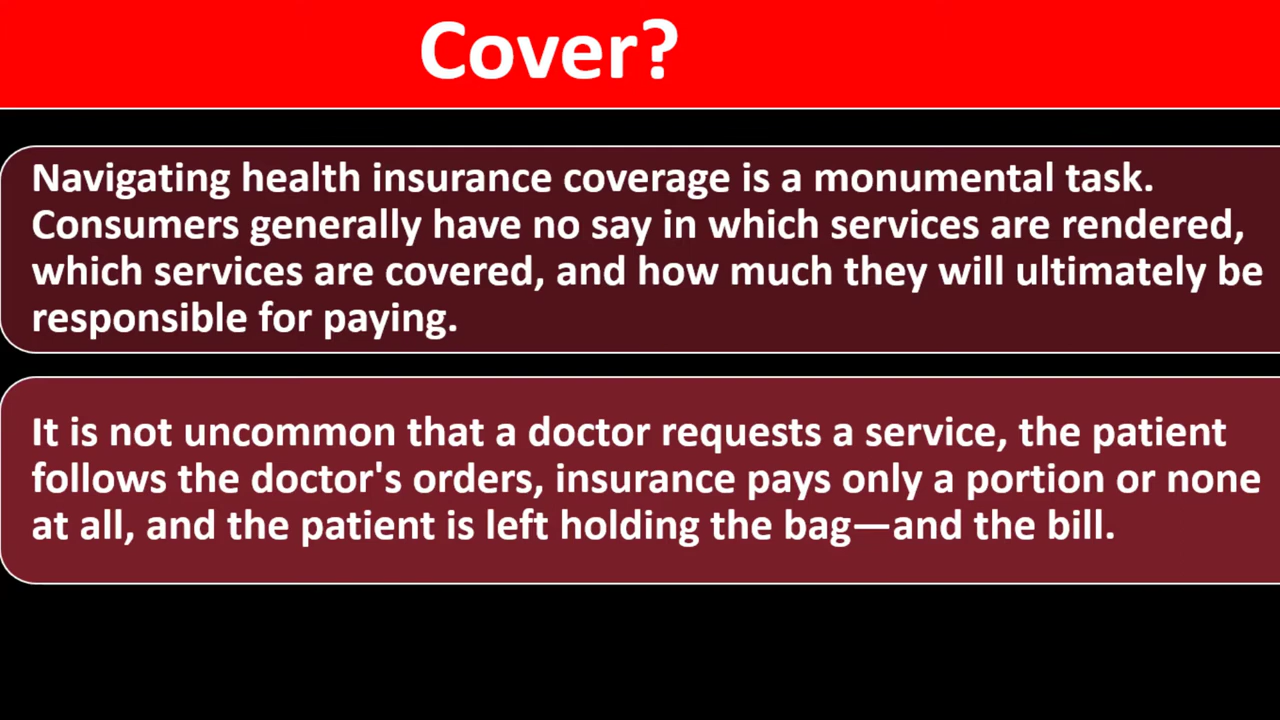 Cover?
Navigating health insurance coverage is a monumental task.
Consumers generally have no say in which services are rendered,
which services are covered, and how much they will ultimately be
responsible for paying.
It is not uncommon that a doctor requests a service, the patient
follows the doctor's orders, insurance pays only a portion or none
at all, and the patient is left holding the bag—and the bill.